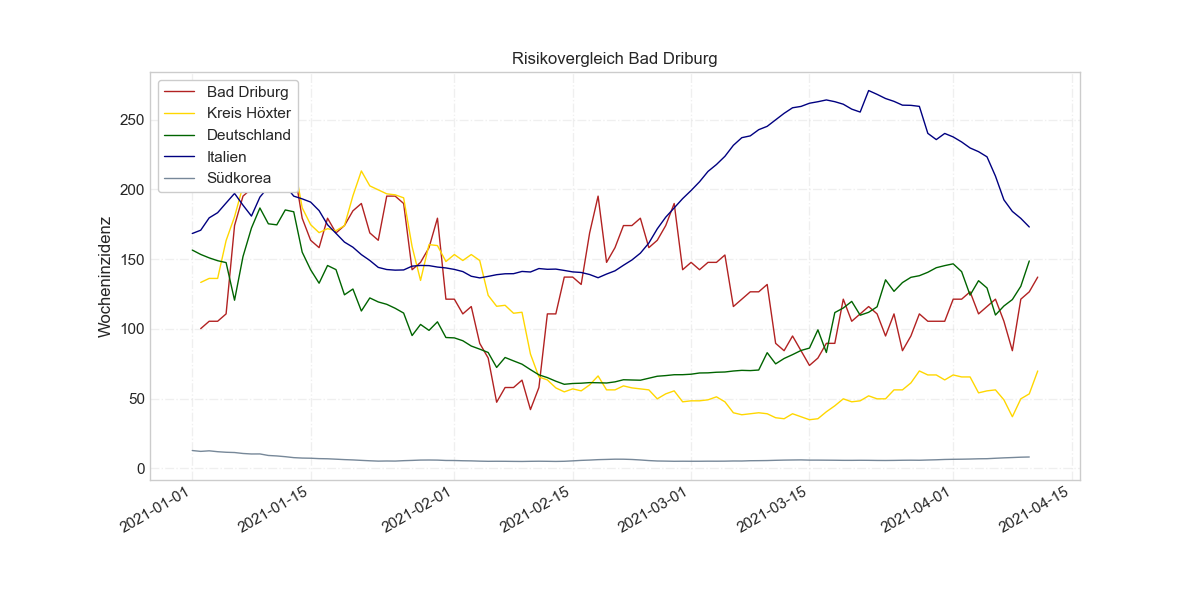 Risikovergleich Bad Driburg
Bad Driburg
Kreis Höxter
Deutschland
Italien
Südkorea
Wocheninzidenz
250
200
150
100
50
0
2021-01-01
2021-01-15
2021-02-01
2021-02-15
2021-03-01
2021-03-15
2021-04-01
2021-04-15